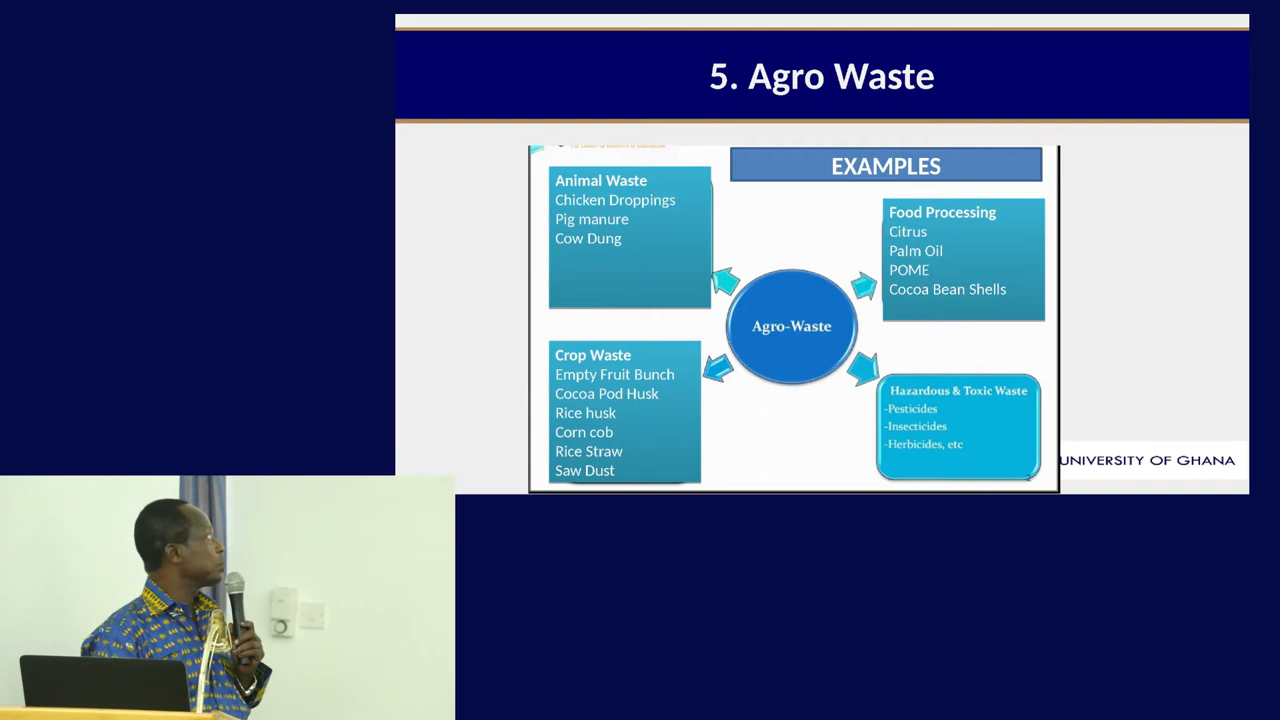 5. Agro Waste
EXAMPLES
Animal Waste
Chicken Droppings
Pig manure
Cow Dung
Food Processing
Citrus
Palm Oil
POME
Cocoa Bean Shells
Agro-Waste
Crop Waste
Empty Fruit Bunch
Cocoa Pod Husk
Rice husk
Corn cob
Rice Straw
Saw Dust
Hazardous & Toxic Waste
-Pesticides
-Insecticides
-Herbicides, etc
2
UNIVERSITY OF GHANA